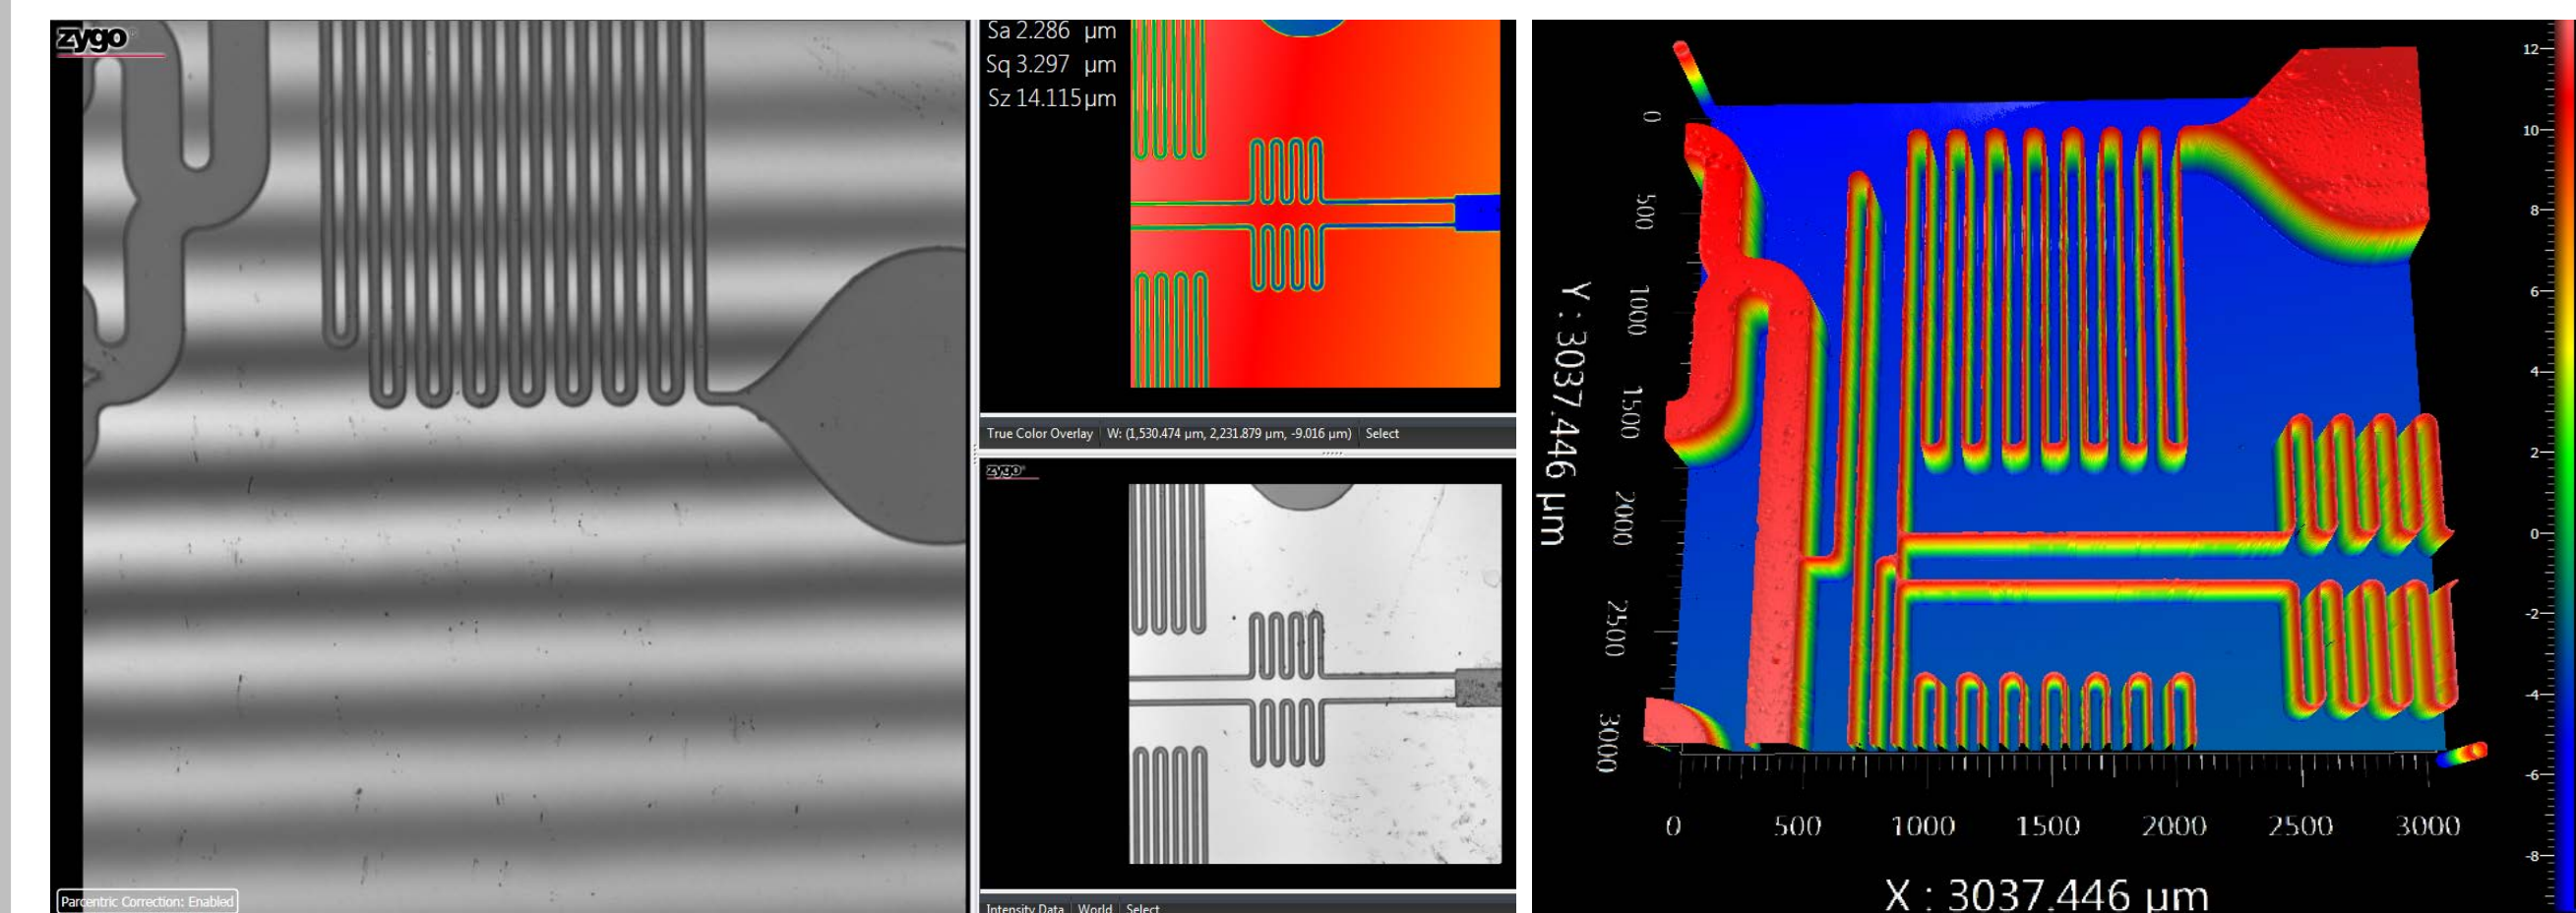 zygo
Parcentric Correction: Enabled
Sa 2.286 µm
Sq 3.297 µm
Sz 14.115 µm
True Color Overlay W: (1,530.474 µm, 2,231.879 µm, -9.016 µm) Select
zygo
Intensity Data World Select
Y : 3037.446 µm
0
500
1000
1500
2000
2500
3000
0 500 1000 1500 2000 2500 3000
X : 3037.446 µm
12
10
8
6
4
2
0
-2
-4
-6
-8